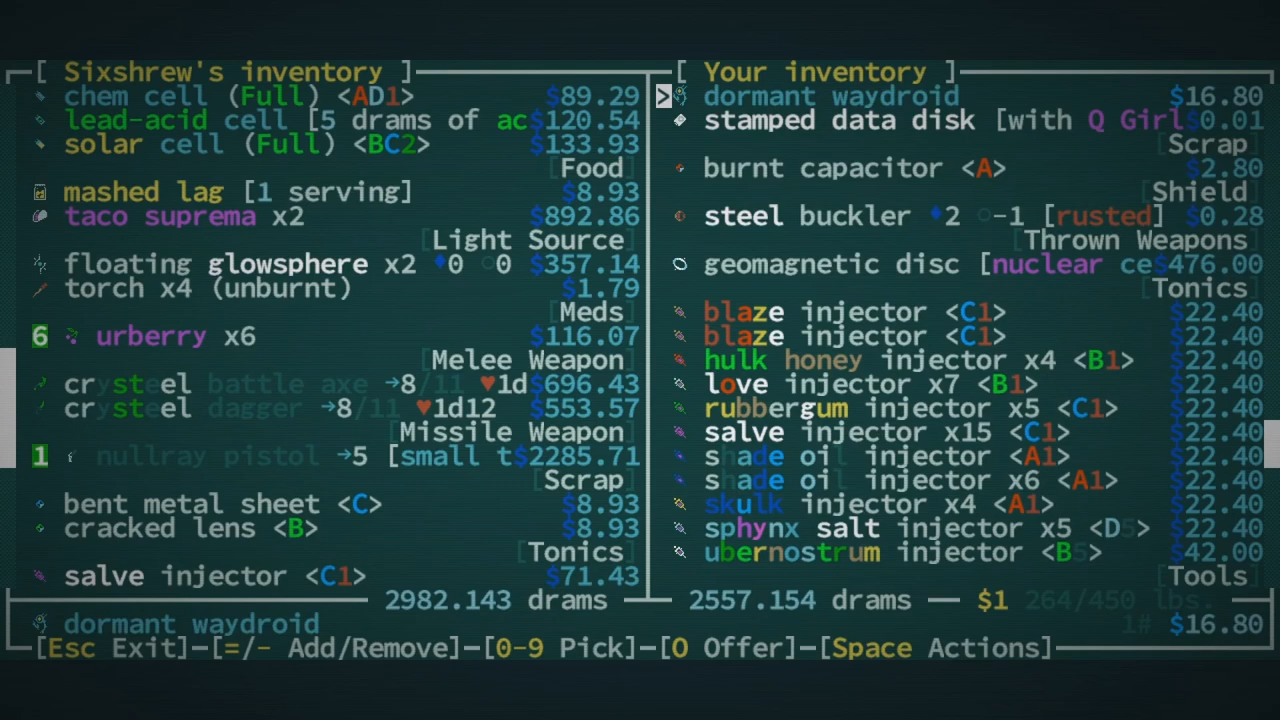 [ Sixshrew's inventory ]
chem cell (Full) <AD1> $89.29
lead-acid cell [5 drams of ac $120.54
solar cell (Full) <BC2> $133.93
[Food]
mashed lag [1 serving] $8.93
taco suprema x2 $892.86
[Light Source]
floating glowsphere x2 ♦0 ○0 $357.14
torch x4 (unburnt) $1.79
[Meds]
6 urberry x6 $116.07
[Melee Weapon]
crysteel battle axe →8/11 ♥1d $696.43
crysteel dagger →8/11 ♥1d12 $553.57
[Missile Weapon]
1 nullray pistol →5 [small t $2285.71
[Scrap]
bent metal sheet <C> $8.93
cracked lens <B> $8.93
[Tonics]
salve injector <C1> $71.43
2982.143 drams
[ Your inventory ]
> dormant waydroid $16.80
stamped data disk [with Q Girl $0.01
[Scrap]
burnt capacitor <A> $2.80
[Shield]
steel buckler ♦2 ○-1 [rusted] $0.28
[Thrown Weapons]
geomagnetic disc [nuclear ce $476.00
[Tonics]
blaze injector <C1> $22.40
blaze injector <C1> $22.40
hulk honey injector x4 <B1> $22.40
love injector x7 <B1> $22.40
rubbergum injector x5 <C1> $22.40
salve injector x15 <C1> $22.40
shade oil injector <A1> $22.40
shade oil injector x6 <A1> $22.40
skulk injector x4 <A1> $22.40
sphynx salt injector x5 <D5> $22.40
ubernostrum injector <B5> $42.00
[Tools]
2557.154 drams — $1 264/450 lbs.
dormant waydroid 1# $16.80
[Esc Exit]—[=/- Add/Remove]—[0-9 Pick]—[O Offer]—[Space Actions]